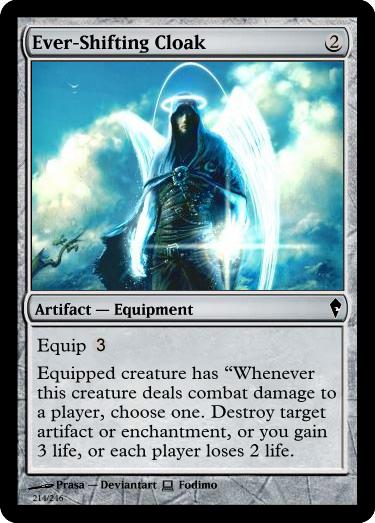 Ever-Shifting Cloak 2
Artifact — Equipment
Equip 3
Equipped creature has “Whenever
this creature deals combat damage to
a player, choose one. Destroy target
artifact or enchantment, or you gain
3 life, or each player loses 2 life.
Prasa — Deviantart Fodimo
214/246